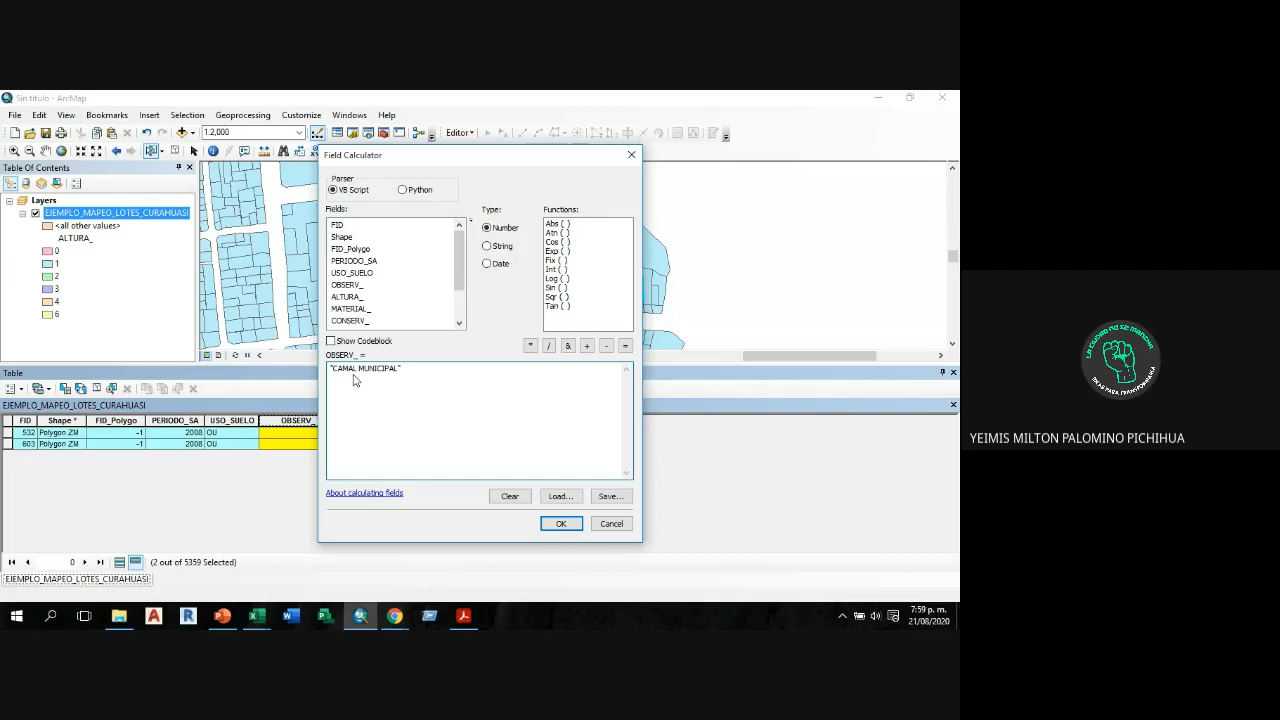 Sin título - ArcMap
File Edit View Bookmarks Insert Selection Geoprocessing Customize Windows Help
1:2,000
Editor
Table Of Contents
Layers
EJEMPLO_MAPEO_LOTES_CURAHUASI
<all other values>
ALTURA_
0
1
2
3
4
6
Field Calculator
Parser
VB Script Python
Fields: Type: Functions:
FID
Shape
FID_Polygo
PERIODO_SA
USO_SUELO
OBSERV_
ALTURA_
MATERIAL_
CONSERV_
Number
String
Date
Abs ( )
Atn ( )
Cos ( )
Exp ( )
Fix ( )
Int ( )
Log ( )
Sin ( )
Sqr ( )
Tan ( )
Show Codeblock
* / & + - =
OBSERV_ =
"CAMAL MUNICIPAL"
About calculating fields
Clear Load... Save...
OK Cancel
Table
EJEMPLO_MAPEO_LOTES_CURAHUASI
FID Shape * FID_Polygo PERIODO_SA USO_SUELO OBSERV_
532 Polygon ZM -1 2008 OU
603 Polygon ZM -1 2008 OU
0 (2 out of 5359 Selected)
EJEMPLO_MAPEO_LOTES_CURAHUASI
7:59 p. m.
21/08/2020
YEIMIS MILTON PALOMINO PICHIHUA